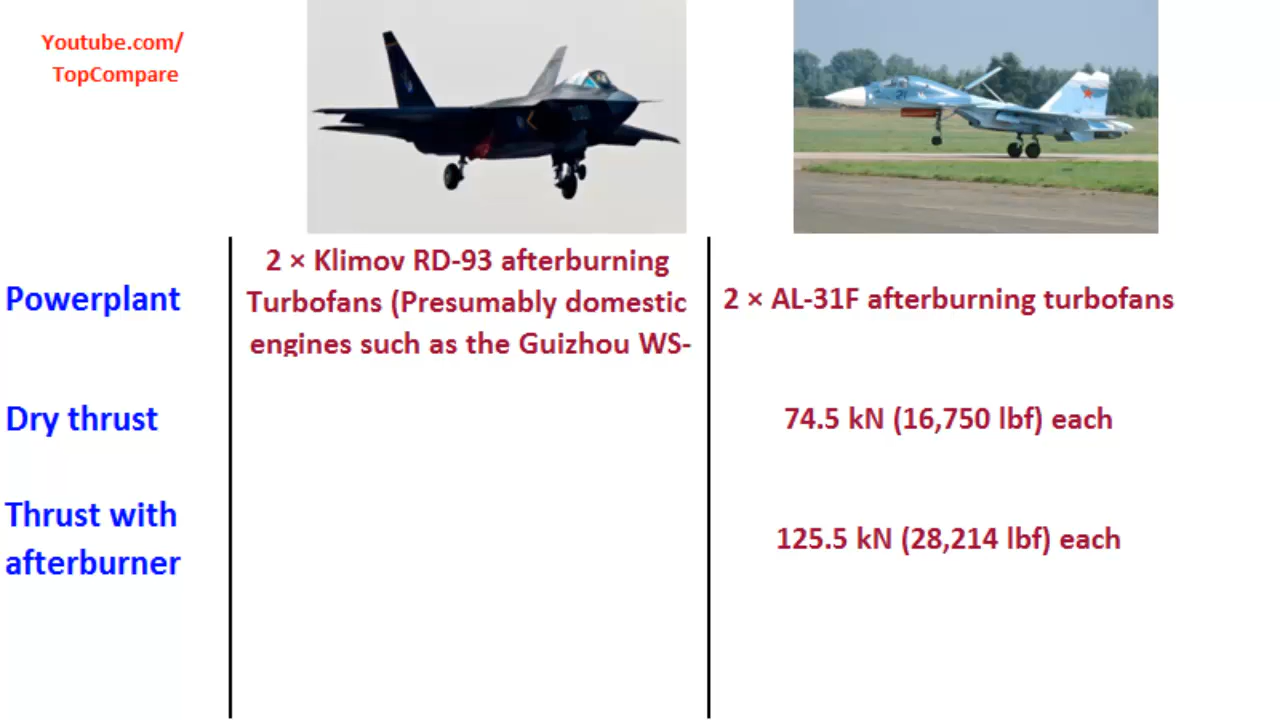 Youtube.com/
TopCompare
Powerplant
2 × Klimov RD-93 afterburning
Turbofans (Presumably domestic
engines such as the Guizhou WS-
2 × AL-31F afterburning turbofans
Dry thrust
74.5 kN (16,750 lbf) each
Thrust with
afterburner
125.5 kN (28,214 lbf) each